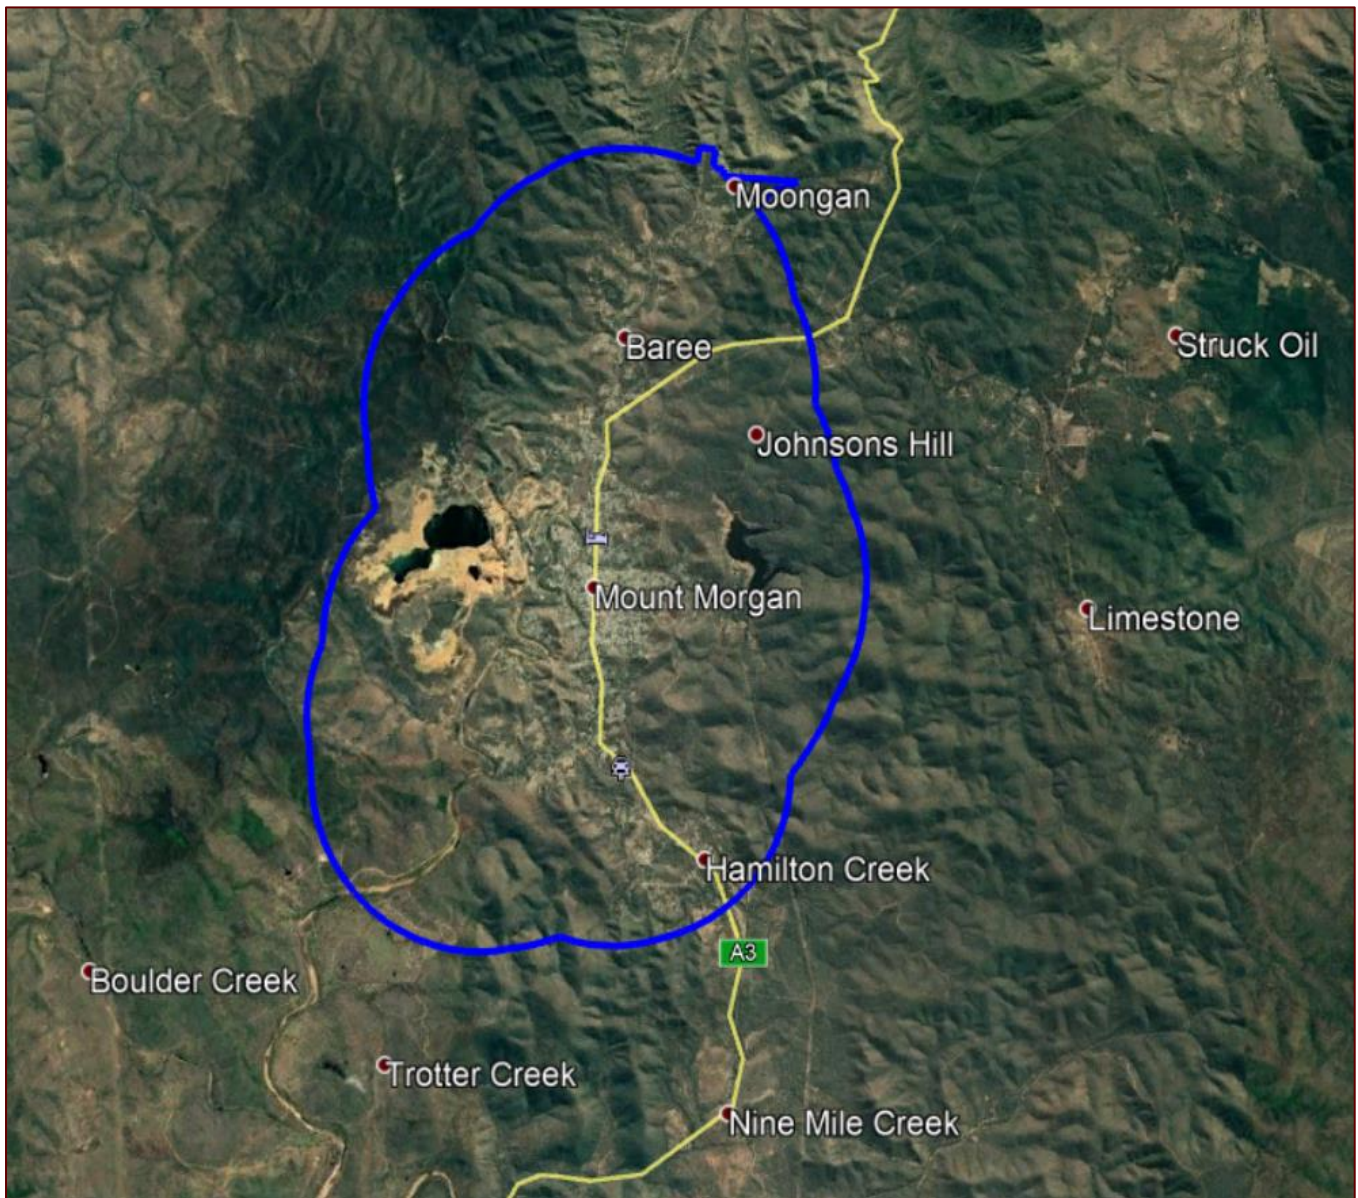 Moongan
Baree
Struck Oil
Johnsons Hill
Mount Morgan
Limestone
Hamilton Creek
A3
Boulder Creek
Trotter Creek
Nine Mile Creek